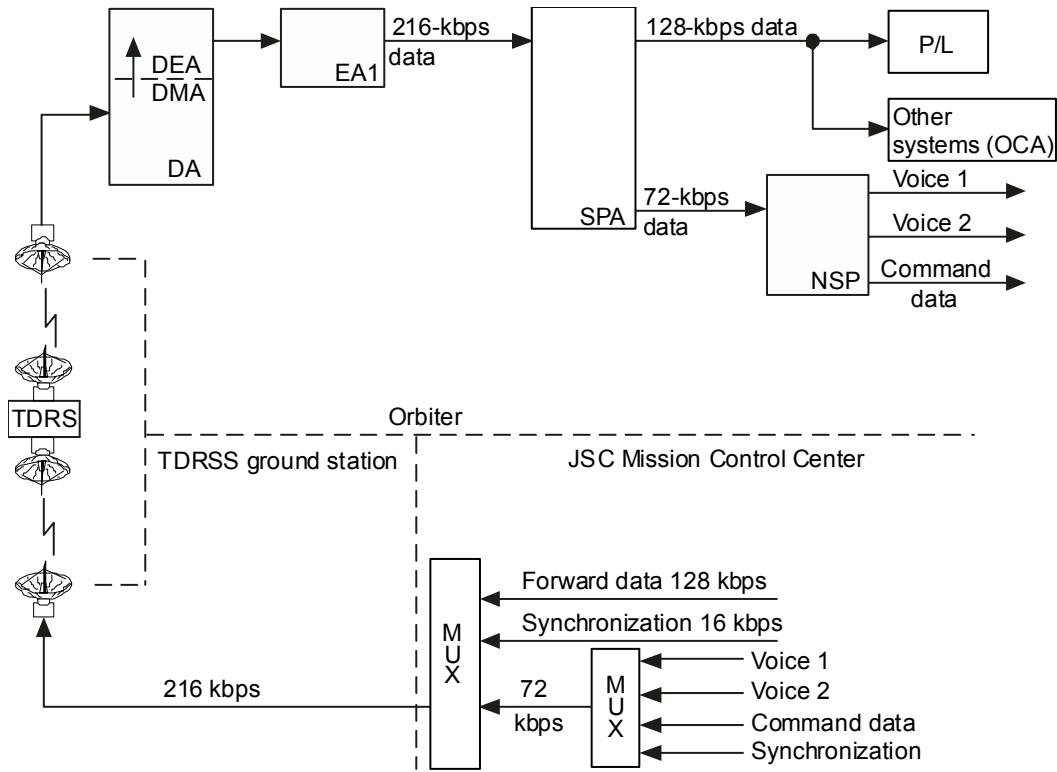 216-kbps
data
128-kbps data
P/L
DEA
DMA
DA
EA1
Other
systems (OCA)
SPA
72-kbps
data
Voice 1
Voice 2
Command
data
NSP
TDRS
Orbiter
TDRSS ground station
JSC Mission Control Center
Forward data 128 kbps
Synchronization 16 kbps
MUX
216 kbps
72
kbps
MUX
Voice 1
Voice 2
Command data
Synchronization